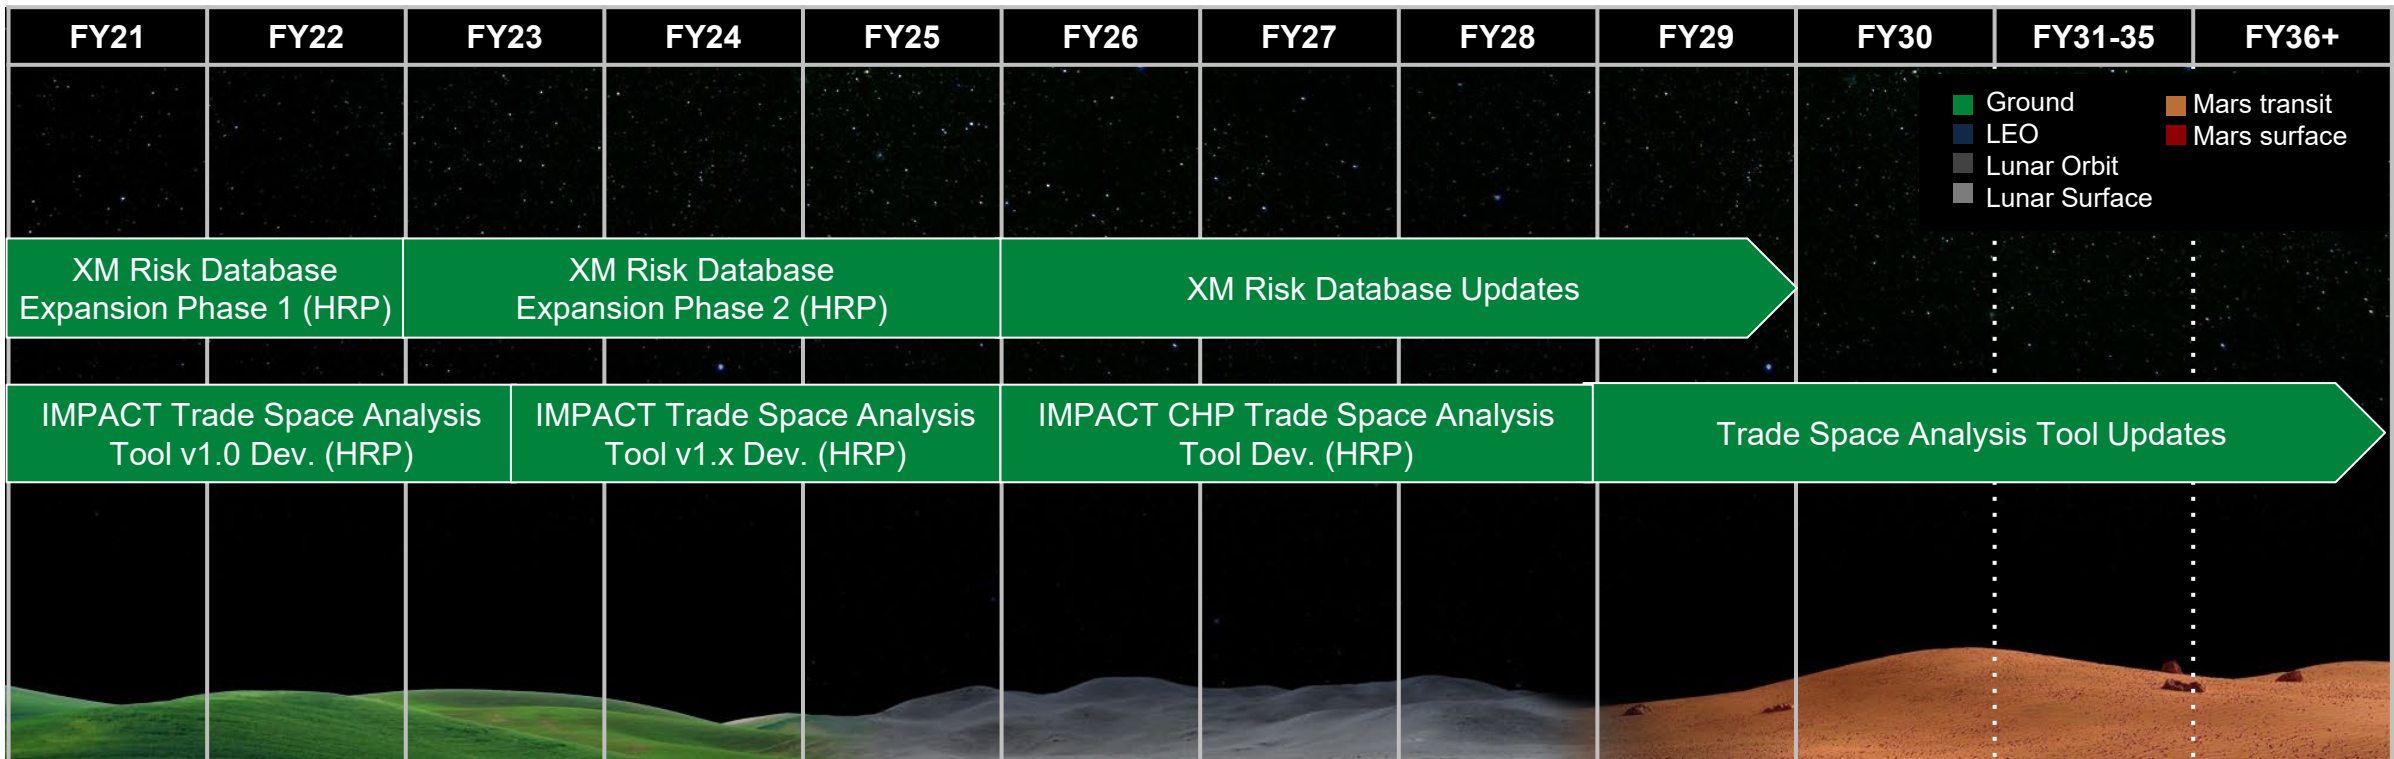 FY21 FY22 FY23 FY24 FY25 FY26 FY27 FY28 FY29 FY30 FY31-35 FY36+
Ground
LEO
Lunar Orbit
Lunar Surface
Mars transit
Mars surface
XM Risk Database
Expansion Phase 1 (HRP)
XM Risk Database
Expansion Phase 2 (HRP)
XM Risk Database Updates
IMPACT Trade Space Analysis
Tool v1.0 Dev. (HRP)
IMPACT Trade Space Analysis
Tool v1.x Dev. (HRP)
IMPACT CHP Trade Space Analysis
Tool Dev. (HRP)
Trade Space Analysis Tool Updates